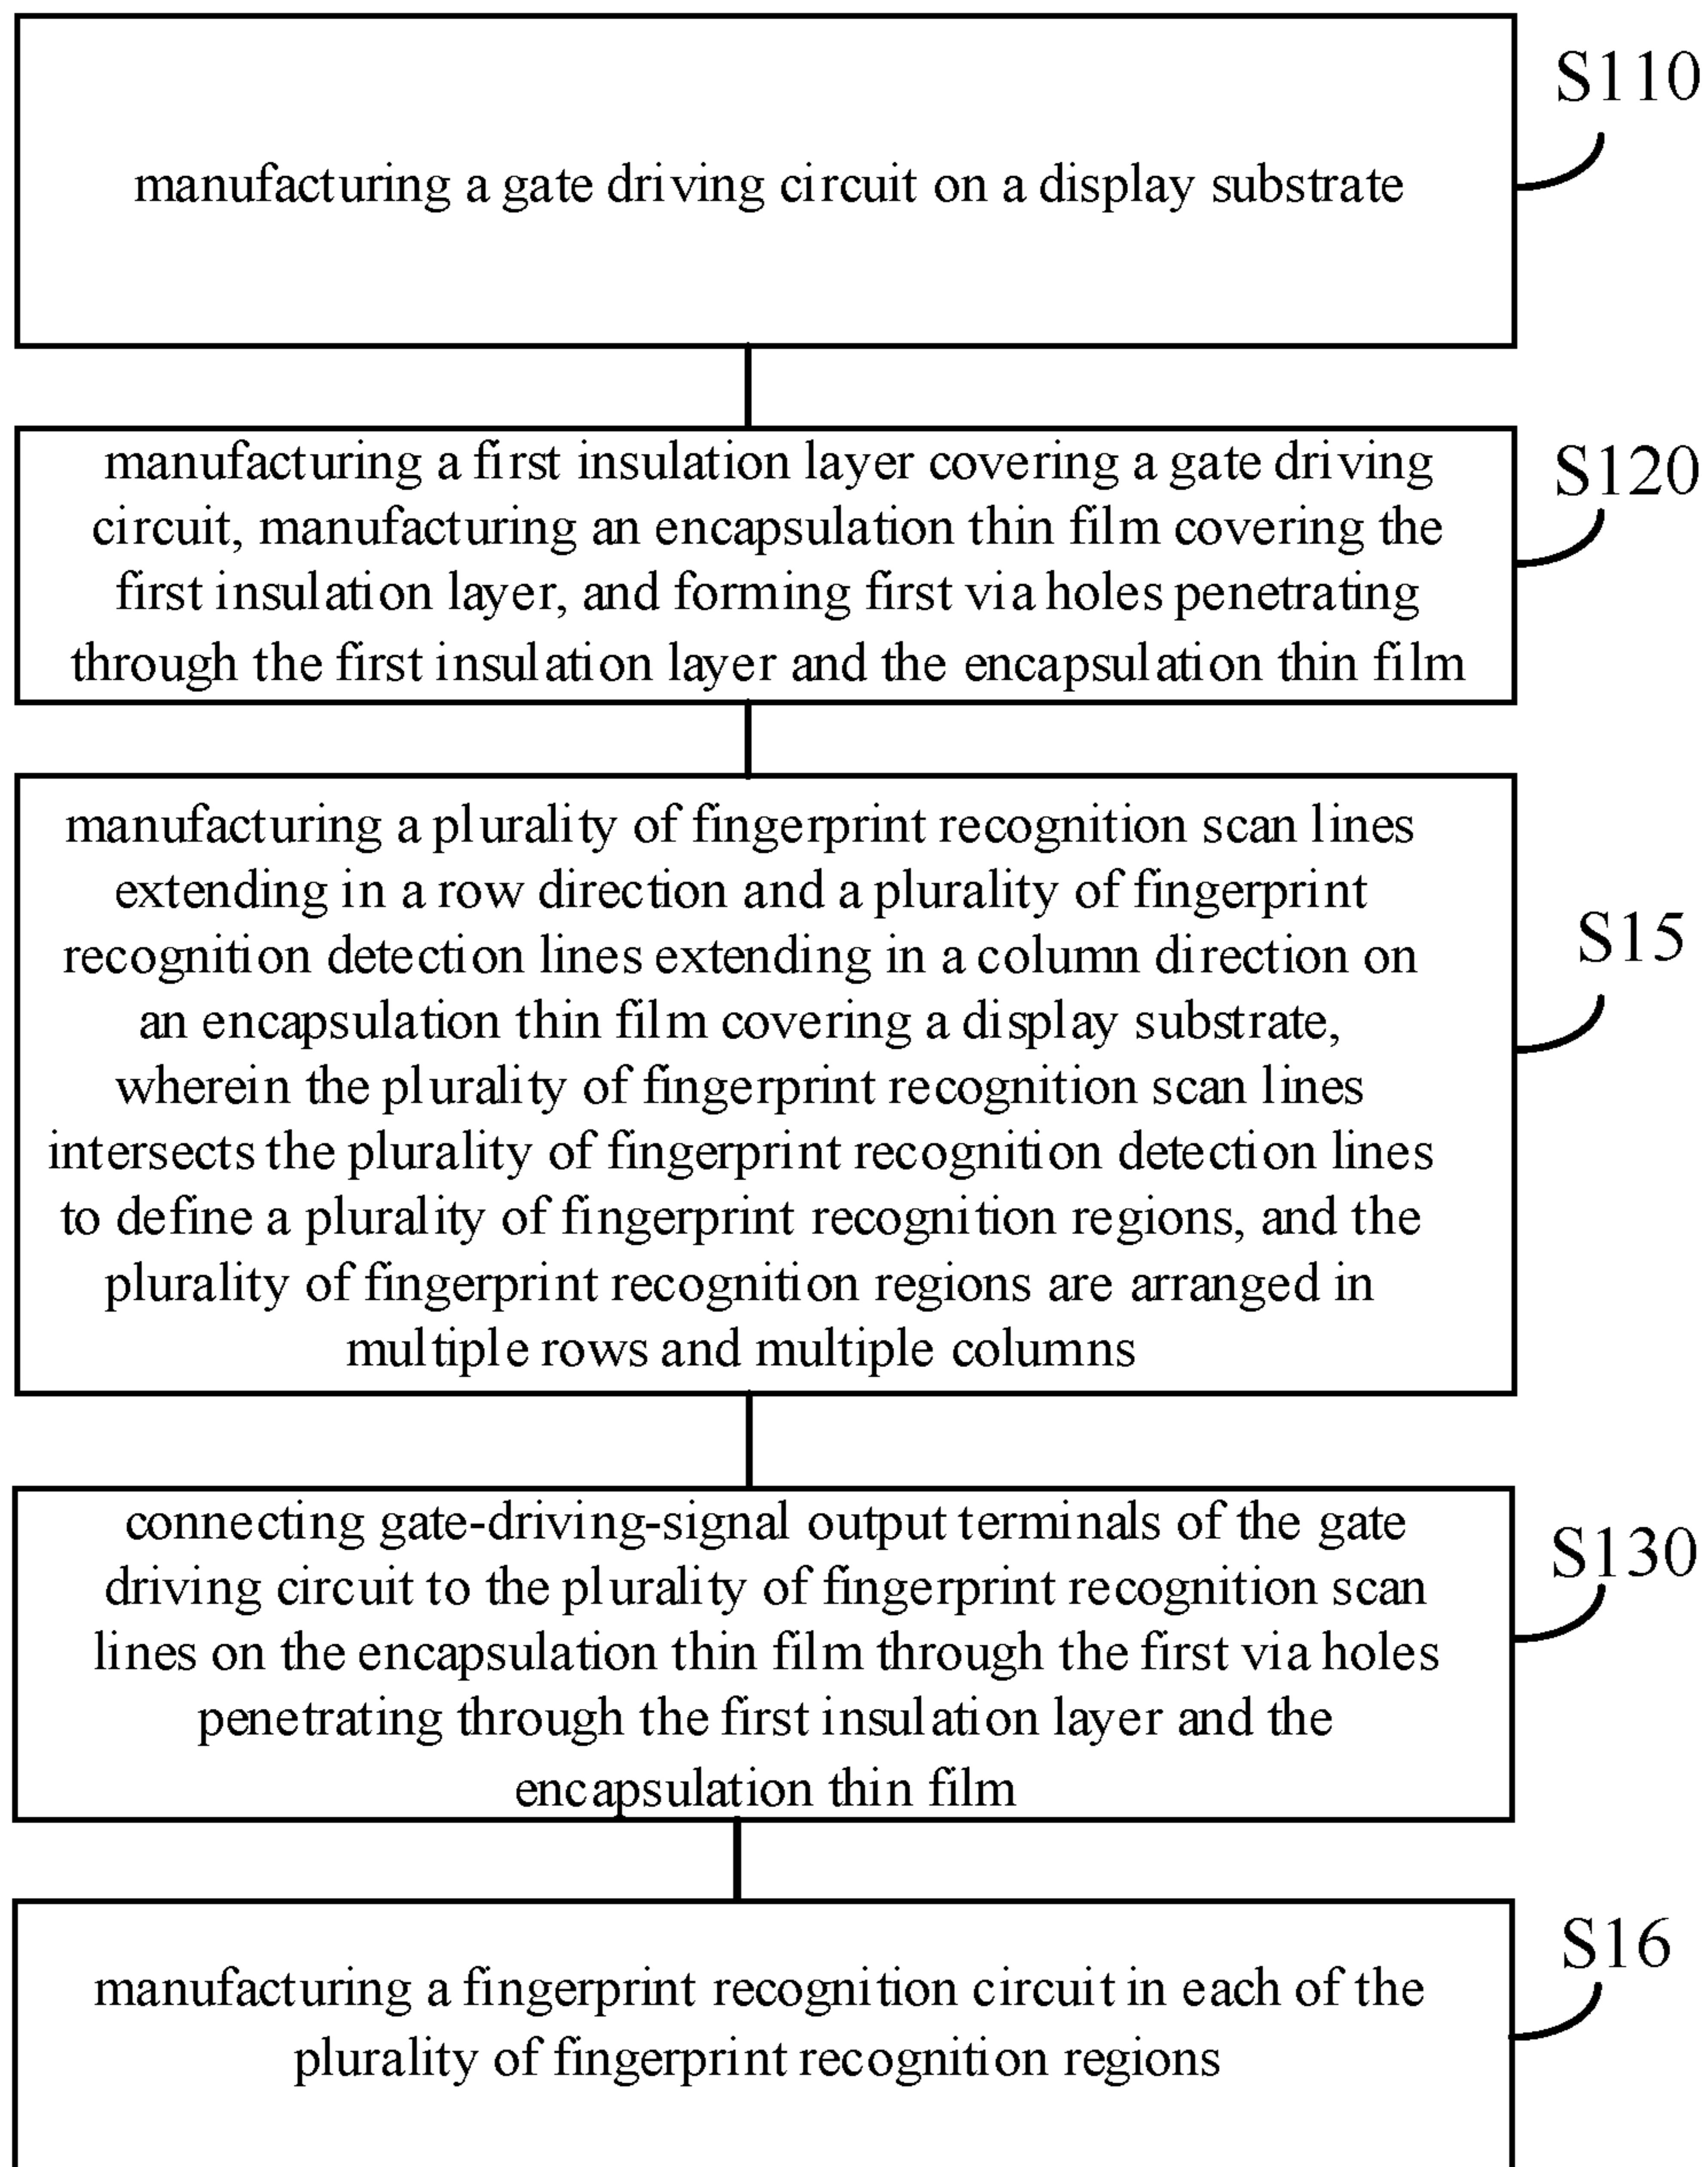 S110
manufacturing a gate driving circuit on a display substrate
S120
manufacturing a first insulation layer covering a gate driving
circuit, manufacturing an encapsulation thin film covering the
first insulation layer, and forming first via holes penetrating
through the first insulation layer and the encapsulation thin film
S15
manufacturing a plurality of fingerprint recognition scan lines
extending in a row direction and a plurality of fingerprint
recognition detection lines extending in a column direction on
an encapsulation thin film covering a display substrate,
wherein the plurality of fingerprint recognition scan lines
intersects the plurality of fingerprint recognition detection lines
to define a plurality of fingerprint recognition regions, and the
plurality of fingerprint recognition regions are arranged in
multiple rows and multiple columns
S130
connecting gate-driving-signal output terminals of the gate
driving circuit to the plurality of fingerprint recognition scan
lines on the encapsulation thin film through the first via holes
penetrating through the first insulation layer and the
encapsulation thin film
S16
manufacturing a fingerprint recognition circuit in each of the
plurality of fingerprint recognition regions